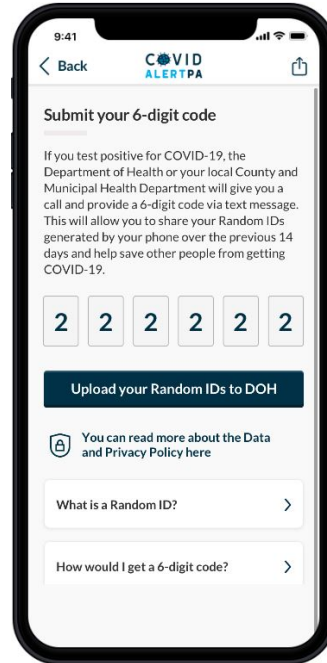 9:41
Back
COVID
ALERTPA
Submit your 6-digit code
If you test positive for COVID-19, the
Department of Health or your local County and
Municipal Health Department will give you a
call and provide a 6-digit code via text message.
This will allow you to share your Random IDs
generated by your phone over the previous 14
days and help save other people from getting
COVID-19.
2 2 2 2 2 2
Upload your Random IDs to DOH
You can read more about the Data
and Privacy Policy here
What is a Random ID?
How would I get a 6-digit code?